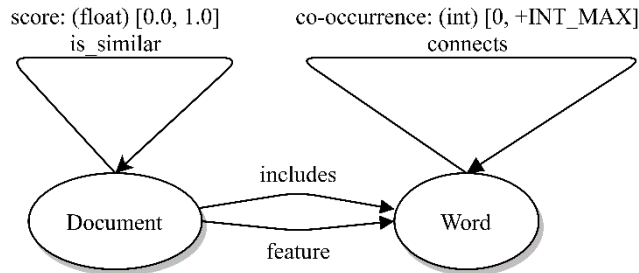 score: (float) [0.0, 1.0]
is_similar
co-occurrence: (int) [0, +INT_MAX]
connects
includes
Document
Word
feature